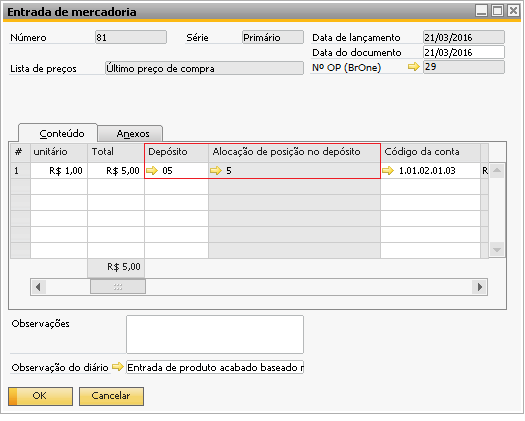 Entrada de mercadoria
Número 81 Série Primário Data de lançamento 21/03/2016
Data do documento 21/03/2016
Lista de preços Último preço de compra Nº OP (BrOne) 29
Conteúdo Anexos
# unitário Total Depósito Alocação de posição no depósito Código da conta
1 R$ 1,00 R$ 5,00 05 5 1.01.02.01.03 R
R$ 5,00
Observações
Observação do diário Entrada de produto acabado baseado r
OK Cancelar